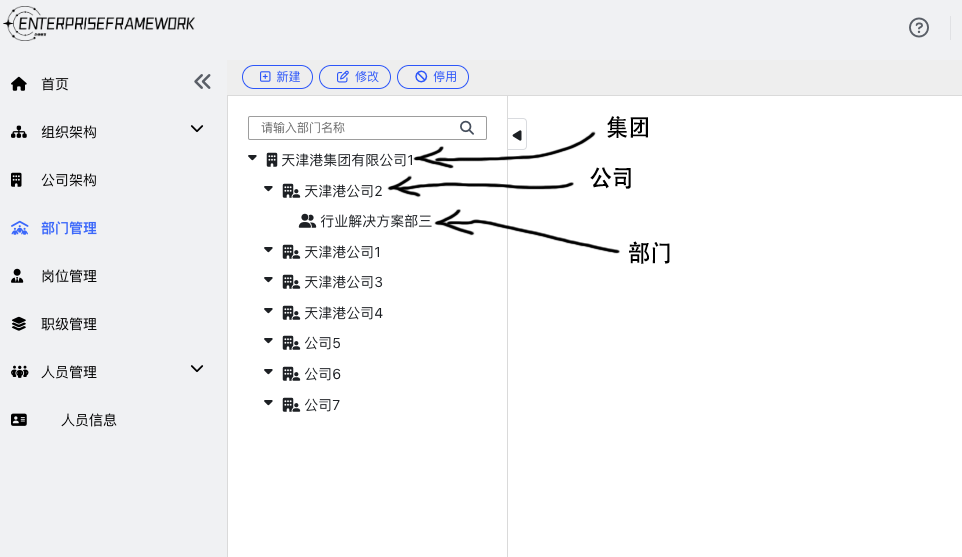 ENTERPRISEFRAMEWORK
首页
组织架构
公司架构
部门管理
岗位管理
职级管理
人员管理
人员信息
新建 修改 停用
请输入部门名称
天津港集团有限公司1
天津港公司2
行业解决方案部三
天津港公司1
天津港公司3
天津港公司4
公司5
公司6
公司7
集团
公司
部门